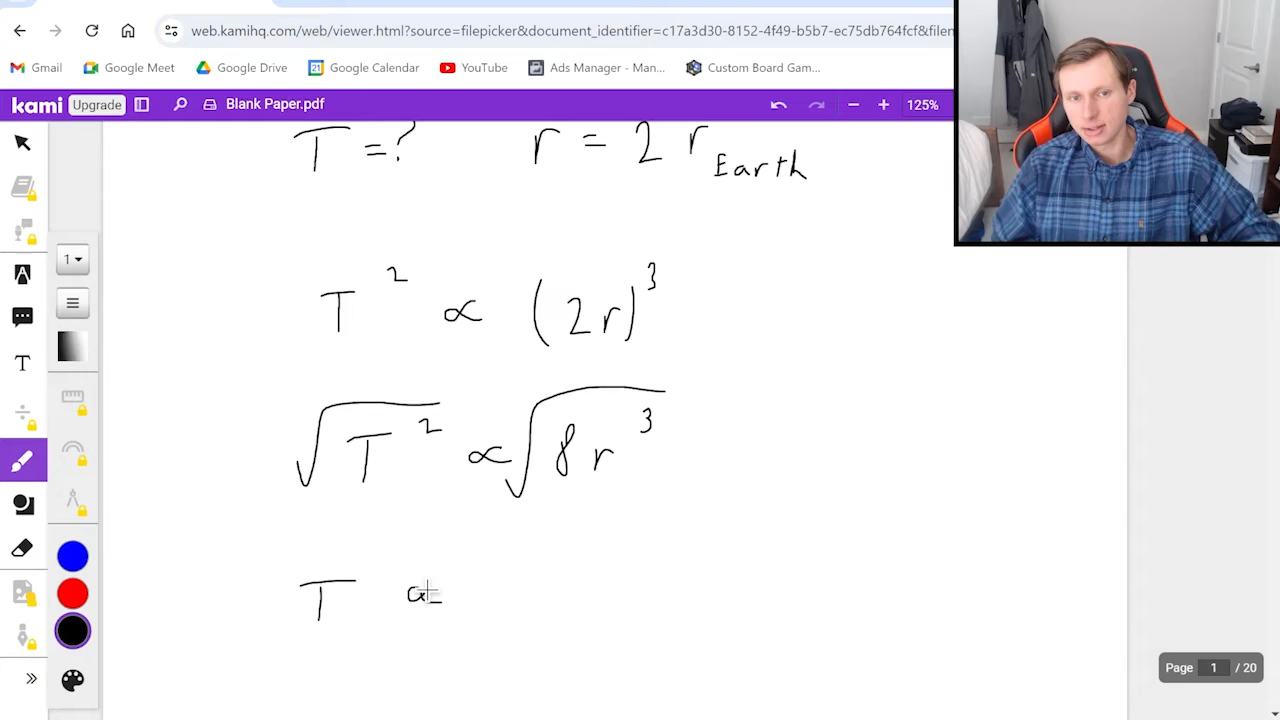 web.kamihq.com/web/viewer.html?source=filepicker&document_identifier=c17a3d30-8152-4f49-b5b7-ec75db764fcf&filen
Gmail Google Meet Google Drive 21 Google Calendar YouTube Ads Manager - Man... Custom Board Gam...
kami Upgrade Blank Paper.pdf 125%
T = ? r = 2 r Earth
1
T² ∝ (2r)³
√T² ∝ √8r³
T ∝
Page 1 / 20